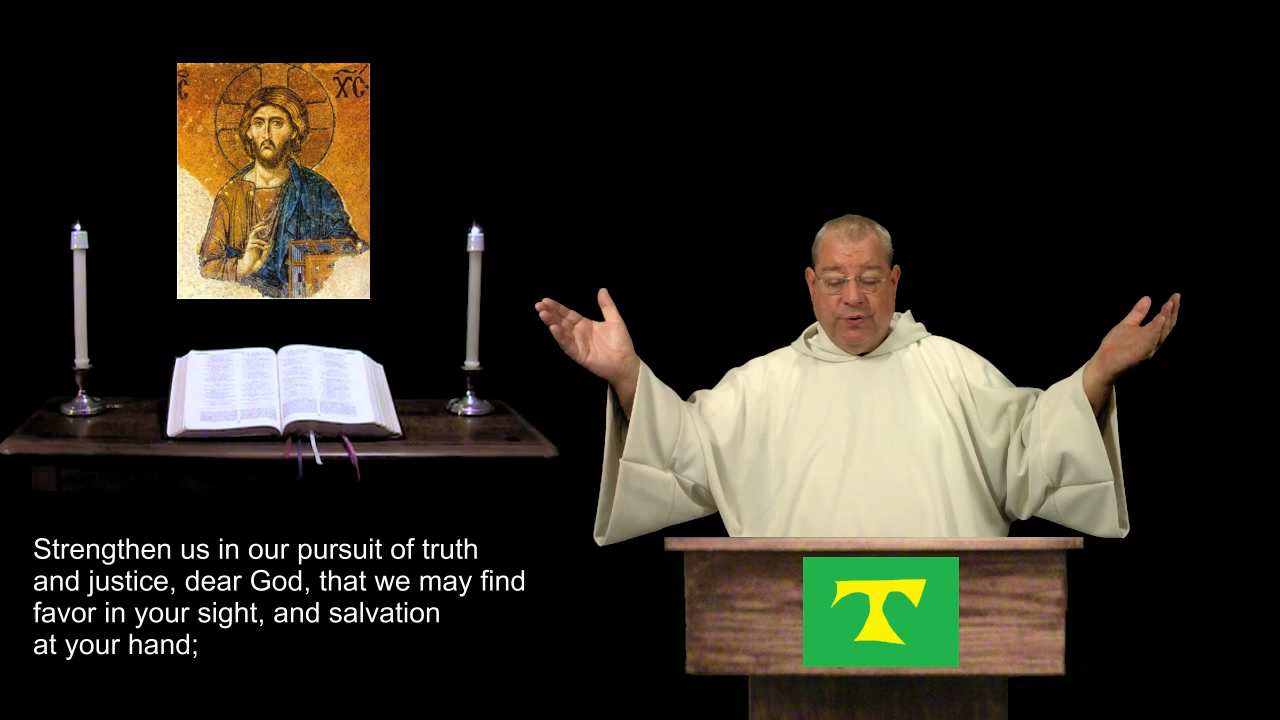 XC
Strengthen us in our pursuit of truth
and justice, dear God, that we may find
favor in your sight, and salvation
at your hand;